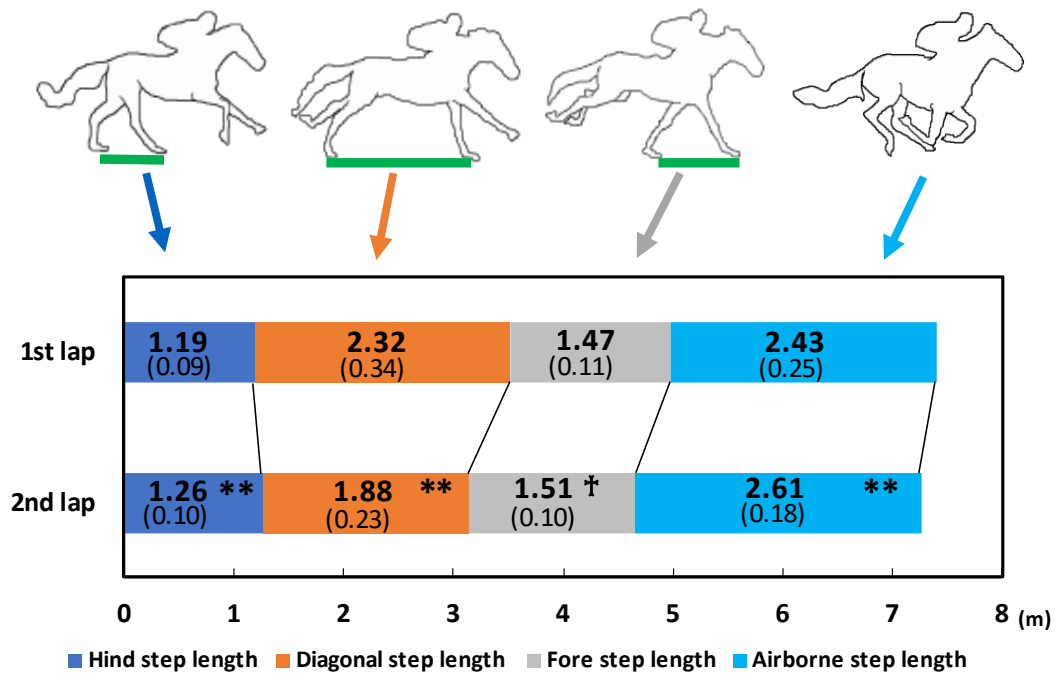 1st lap
1.19 2.32 1.47 2.43
(0.09) (0.34) (0.11) (0.25)
2nd lap
1.26 ** 1.88 ** 1.51 † 2.61 **
(0.10) (0.23) (0.10) (0.18)
0 1 2 3 4 5 6 7 8 (m)
Hind step length Diagonal step length Fore step length Airborne step length